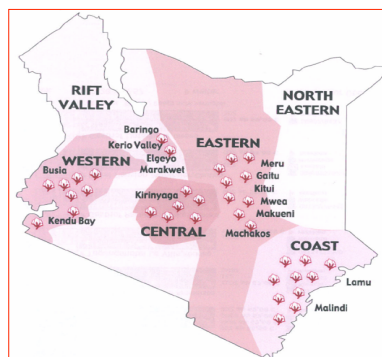 RIFT
VALLEY
NORTH
EASTERN
Baringo
Kerio Valley
Elgeyo
Marakwet
EASTERN
WESTERN
Busia
Meru
Gaitu
Kitui
Mwea
Makueni
Machakos
Kirinyaga
Kendu Bay
CENTRAL
COAST
Lamu
Malindi